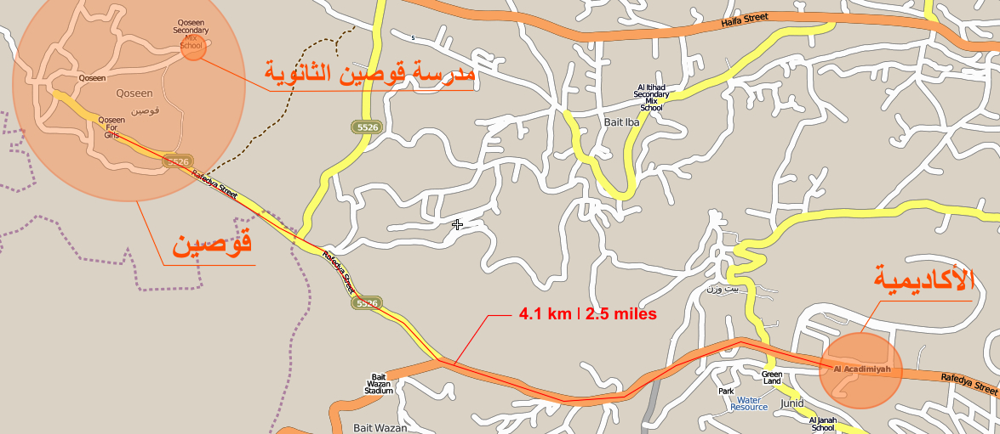 Qoseen
Secondary
Mix
School
مدرسة قوصين الثانوية
5
Haifa Street
Qoseen
Qoseen
قوصين
Qoseen
For
Girls
5526
5526
Al Itihad
Secondary
Mix
School
Bait Iba
Rafedya Street
قوصين
Rafedya Street
5526
بيت وزن
الأكاديمية
4.1 km | 2.5 miles
Al Acadimiyah
Rafedya Street
Bait
Wazan
Stadium
Green
Land
Park
Water
Resource
Junid
Al Janah
School
Bait Wazan